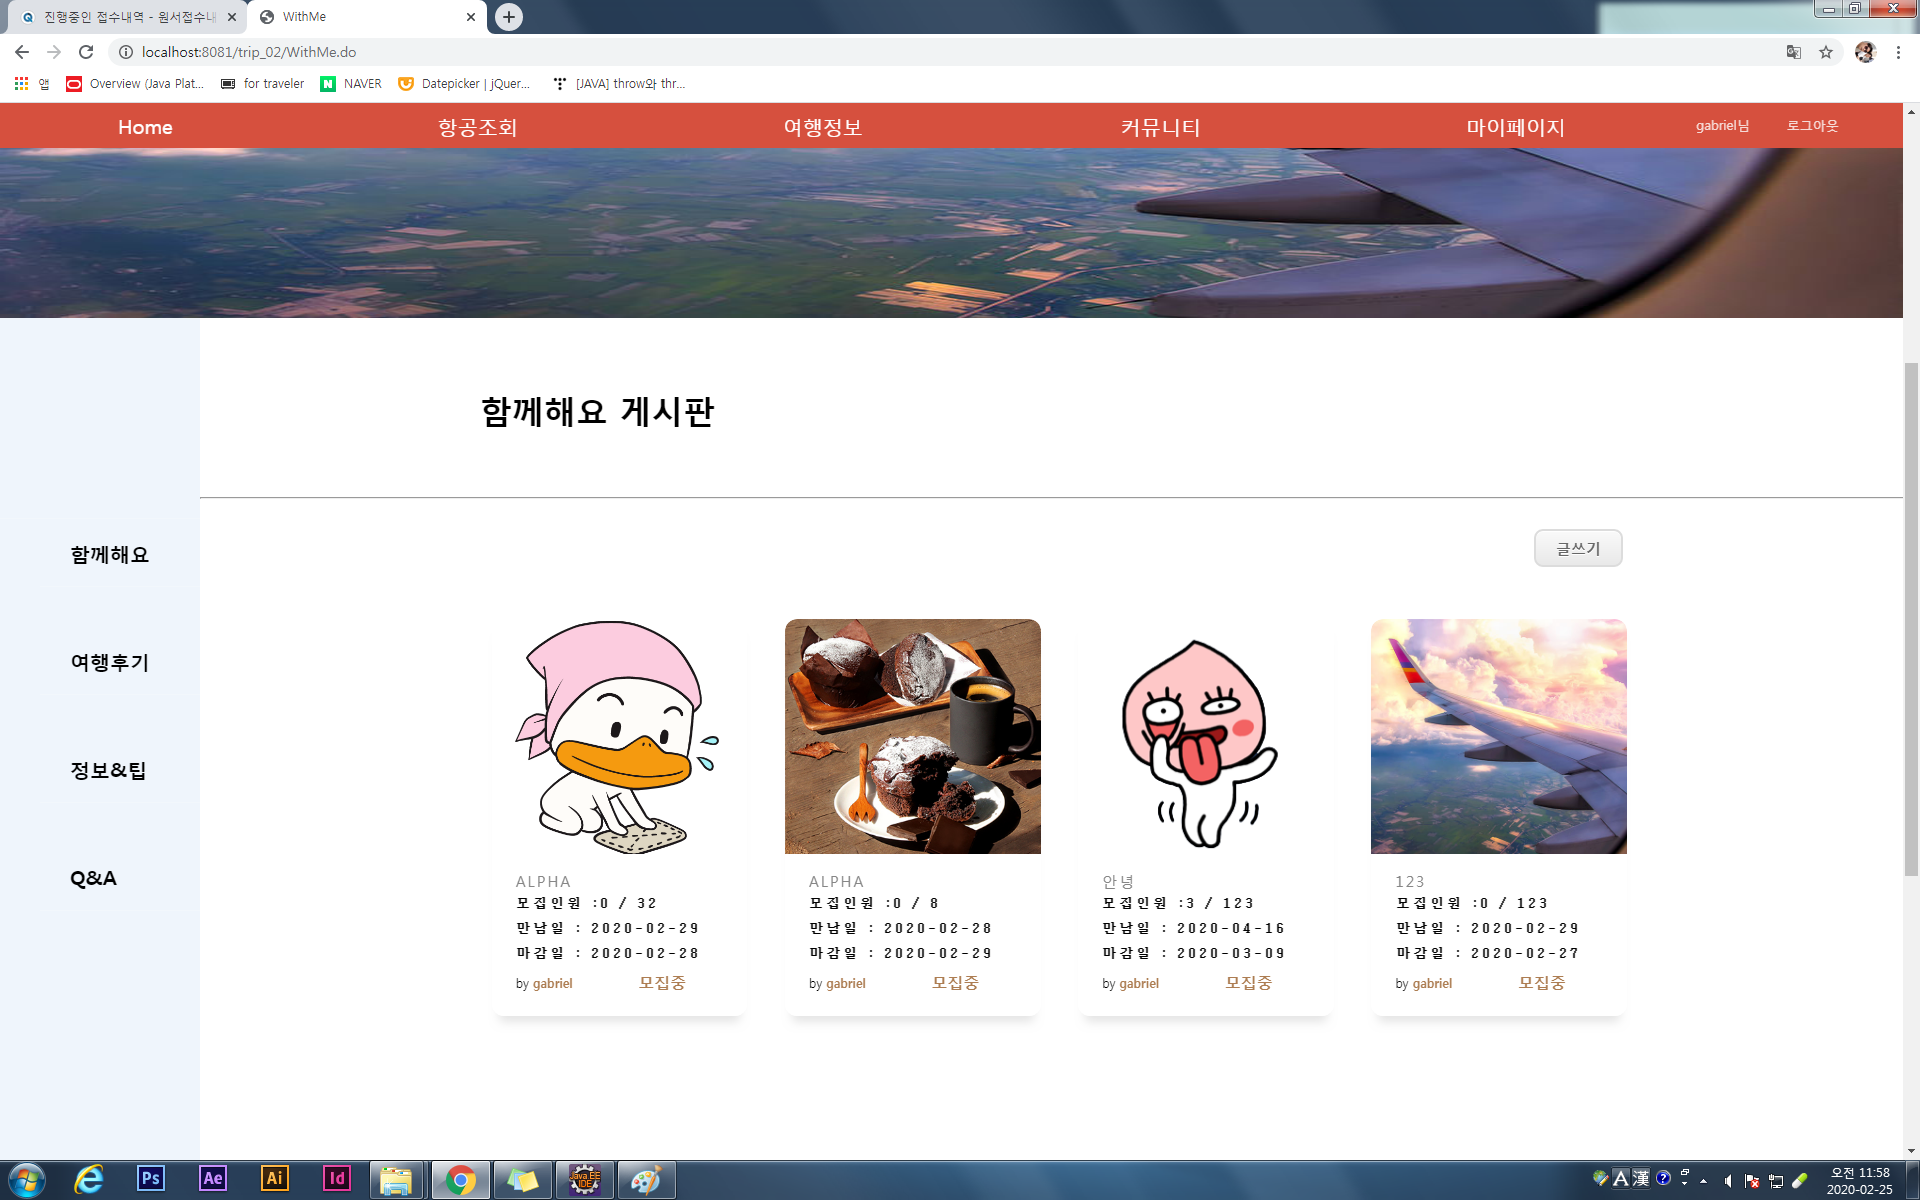 진행중인 접수내역 - 원서접수내
WithMe
localhost:8081/trip_02/WithMe.do
앱
Overview (Java Plat...
for traveler
NAVER
Datepicker | jQuer...
[JAVA] throw와 thr...
Home
항공조회
여행정보
커뮤니티
마이페이지
gabriel님
로그아웃
함께해요 게시판
함께해요
여행후기
정보&팁
Q&A
글쓰기
ALPHA
모집인원 :0 / 32
만남일 : 2020-02-29
마감일 : 2020-02-28
by gabriel 모집중
ALPHA
모집인원 :0 / 8
만남일 : 2020-02-28
마감일 : 2020-02-29
by gabriel 모집중
안녕
모집인원 :3 / 123
만남일 : 2020-04-16
마감일 : 2020-03-09
by gabriel 모집중
123
모집인원 :0 / 123
만남일 : 2020-02-29
마감일 : 2020-02-27
by gabriel 모집중
Ps
Ae
Ai
Id
Java EE
IDE
A 漢
오전 11:58
2020-02-25